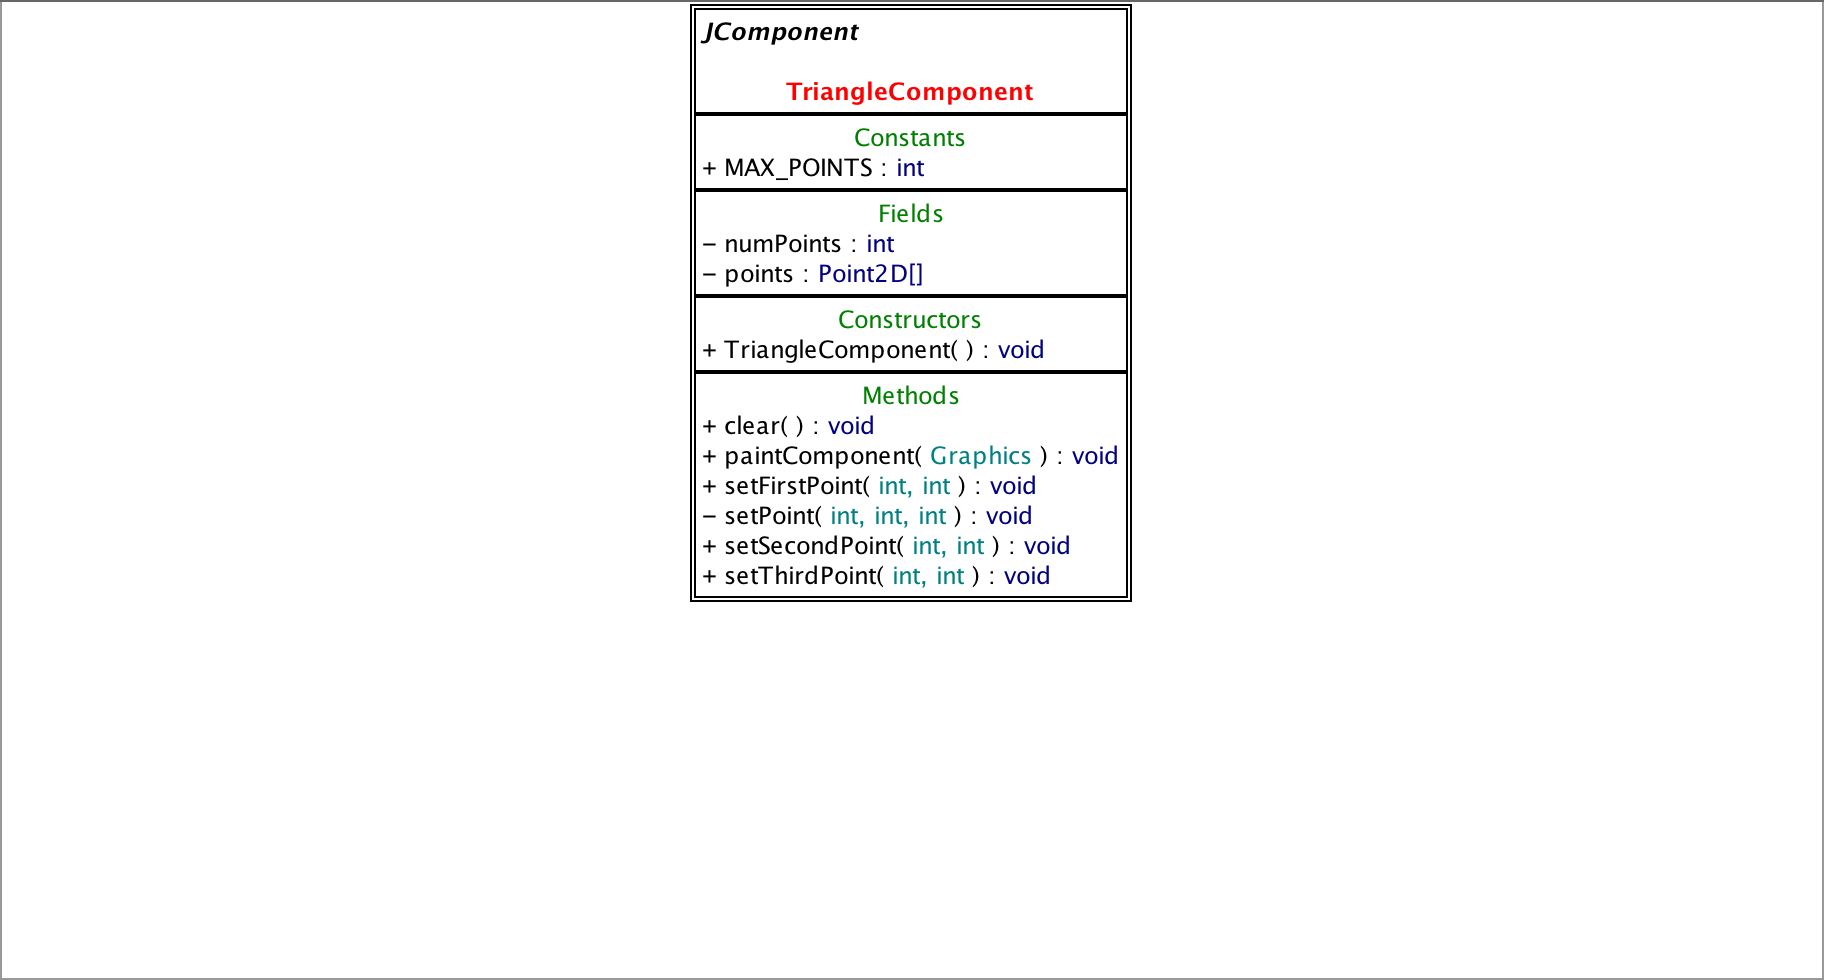 JComponent
TriangleComponent
Constants
+ MAX_POINTS : int
Fields
− numPoints : int
− points : Point2D[]
Constructors
+ TriangleComponent( ) : void
Methods
+ clear( ) : void
+ paintComponent( Graphics ) : void
+ setFirstPoint( int, int ) : void
− setPoint( int, int, int ) : void
+ setSecondPoint( int, int ) : void
+ setThirdPoint( int, int ) : void